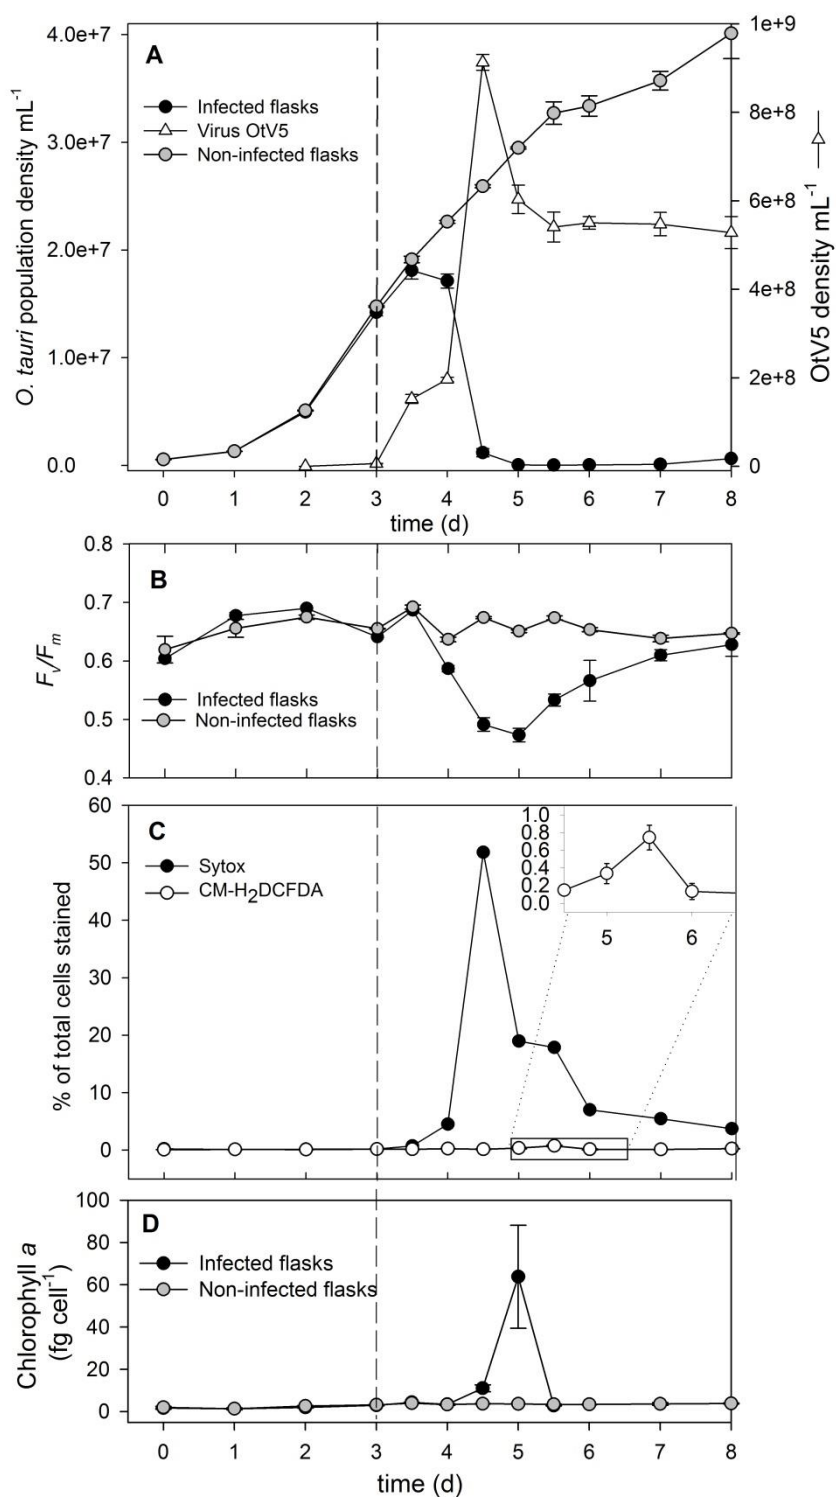 A
4.0e+7
3.0e+7
2.0e+7
1.0e+7
0.0
O. tauri population density mL-1
Infected flasks
Virus OtV5
Non-infected flasks
1e+9
8e+8
6e+8
4e+8
2e+8
0
OtV5 density mL-1
0 1 2 3 4 5 6 7 8
time (d)
B
0.8
0.7
0.6
0.5
0.4
Fv/Fm
Infected flasks
Non-infected flasks
C
60
50
40
30
20
10
0
% of total cells stained
Sytox
CM-H2DCFDA
1.0
0.8
0.6
0.4
0.2
0.0
5 6
D
100
80
60
40
20
0
Chlorophyll a
(fg cell-1)
Infected flasks
Non-infected flasks
0 1 2 3 4 5 6 7 8
time (d)